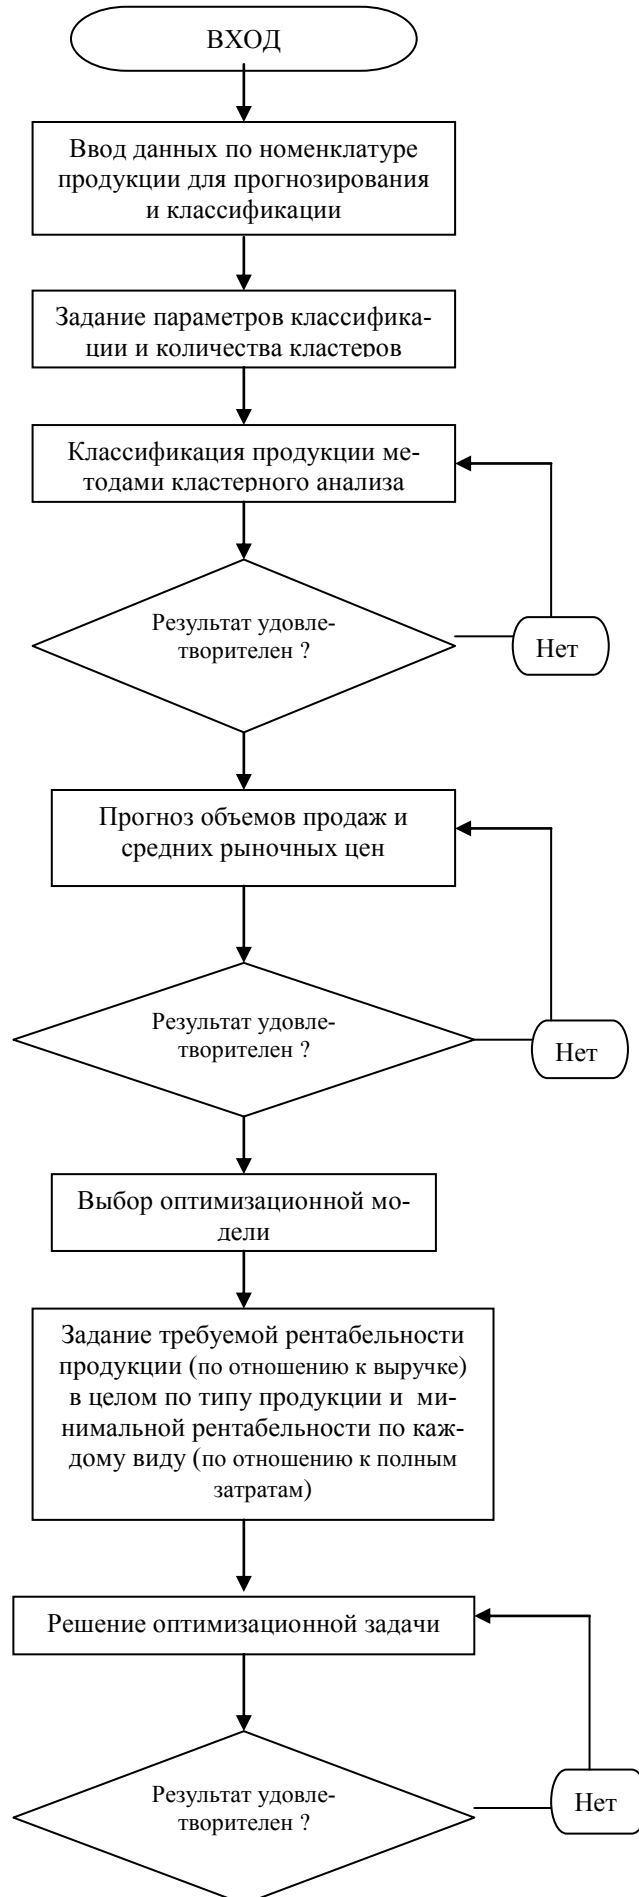 ВХОД
Ввод данных по номенклатуре
продукции для прогнозирования
и классификации
Задание параметров классифика-
ции и количества кластеров
Классификация продукции ме-
тодами кластерного анализа
Результат удовле-
творителен ?
Нет
Прогноз объемов продаж и
средних рыночных цен
Результат удовле-
творителен ?
Нет
Выбор оптимизационной мо-
дели
Задание требуемой рентабельности
продукции (по отношению к выручке)
в целом по типу продукции и ми-
нимальной рентабельности по каж-
дому виду (по отношению к полным
затратам)
Решение оптимизационной задачи
Результат удовле-
творителен ?
Нет